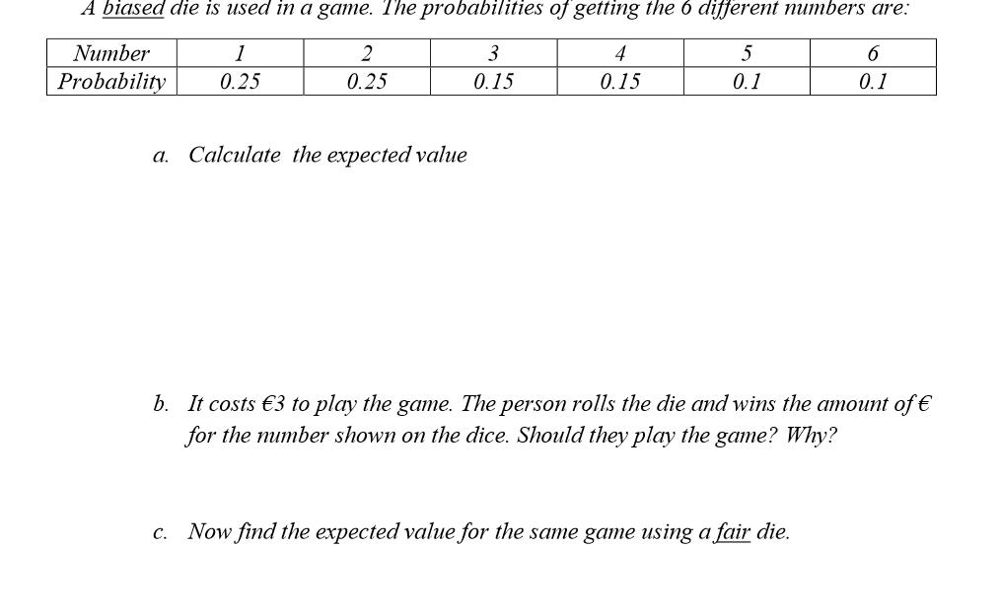 A biased die is used in a game. The probabilities of getting the 6 different numbers are:
Number 1 2 3 4 5 6
Probability 0.25 0.25 0.15 0.15 0.1 0.1
a. Calculate the expected value
b. It costs €3 to play the game. The person rolls the die and wins the amount of €
for the number shown on the dice. Should they play the game? Why?
c. Now find the expected value for the same game using a fair die.